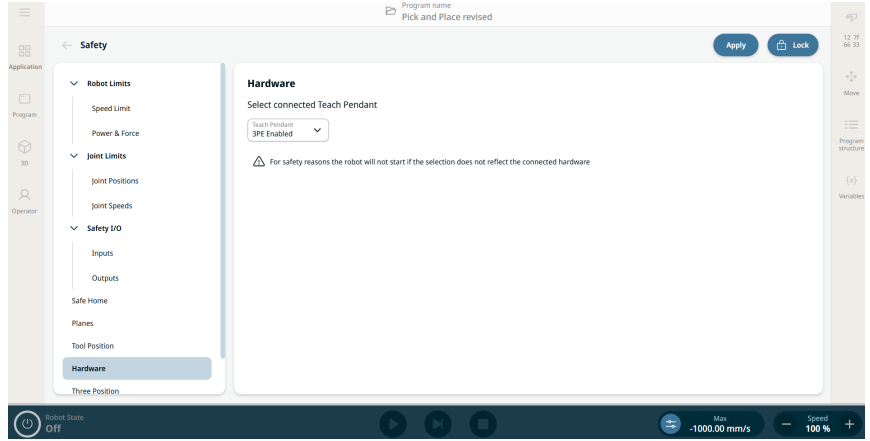 Program name
Pick and Place revised
Application
Program
3D
Operator
Safety
Apply
Lock
Robot Limits
Speed Limit
Power & Force
Joint Limits
Joint Positions
Joint Speeds
Safety I/O
Inputs
Outputs
Safe Home
Planes
Tool Position
Hardware
Three Position
Hardware
Select connected Teach Pendant
Teach Pendant
3PE Enabled
For safety reasons the robot will not start if the selection does not reflect the connected hardware
12 7F
66 33
Move
Program
structure
{x}
Variables
Robot State
Off
Max
-1000.00 mm/s
Speed
100 %